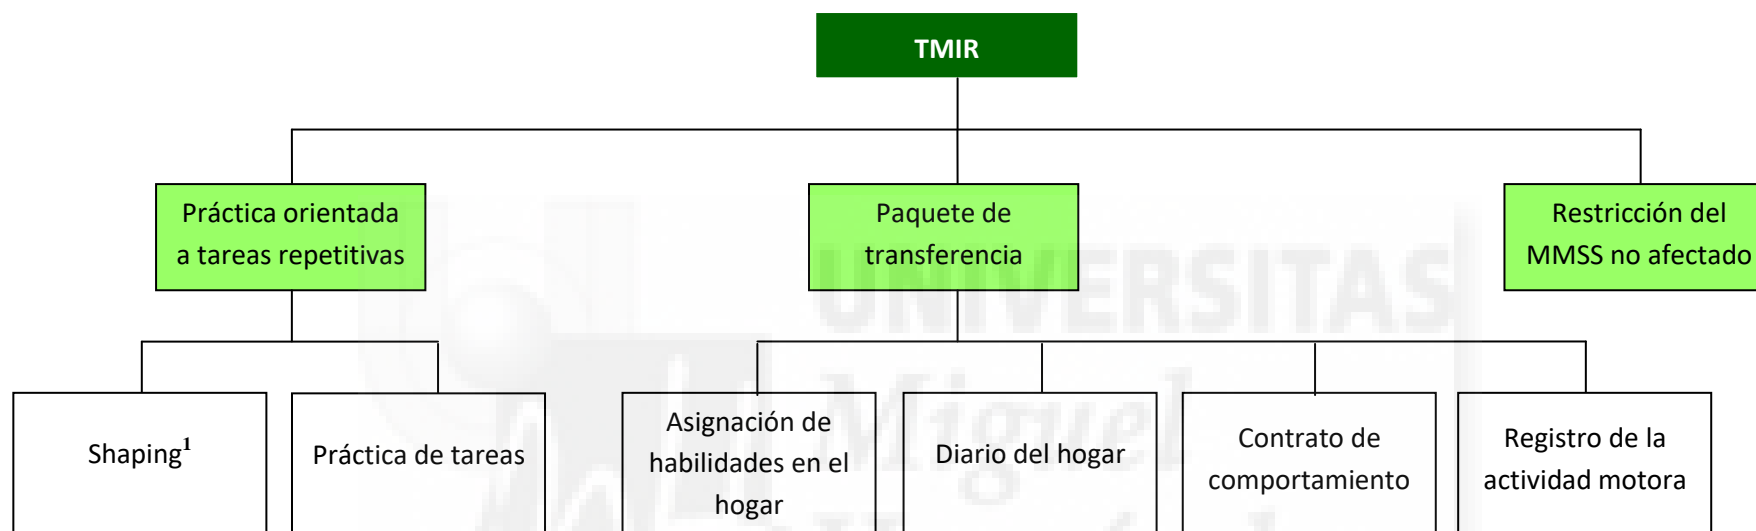 TMIR
Práctica orientada
a tareas repetitivas
Paquete de
transferencia
Restricción del
MMSS no afectado
Shaping¹
Práctica de tareas
Asignación de
habilidades en el
hogar
Diario del hogar
Contrato de
comportamiento
Registro de la
actividad motora
UNIVERSITAS
Miguel